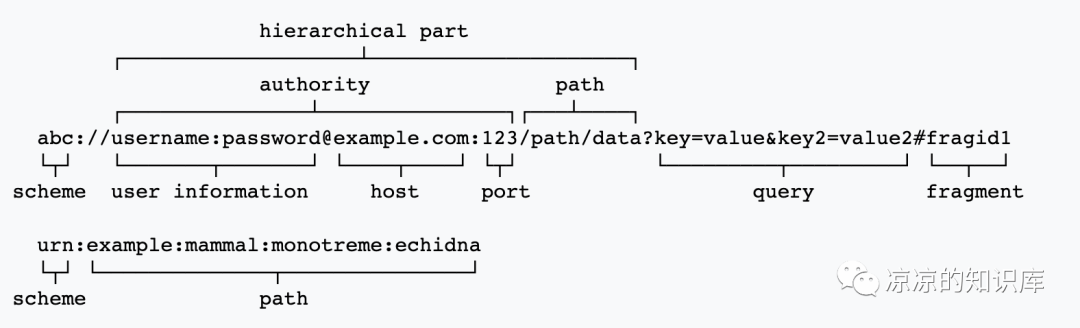 hierarchical part
authority path
abc://username:password@example.com:123/path/data?key=value&key2=value2#fragid1
scheme user information host port query fragment
urn:example:mammal:monotreme:echidna
scheme path
凉凉的知识库